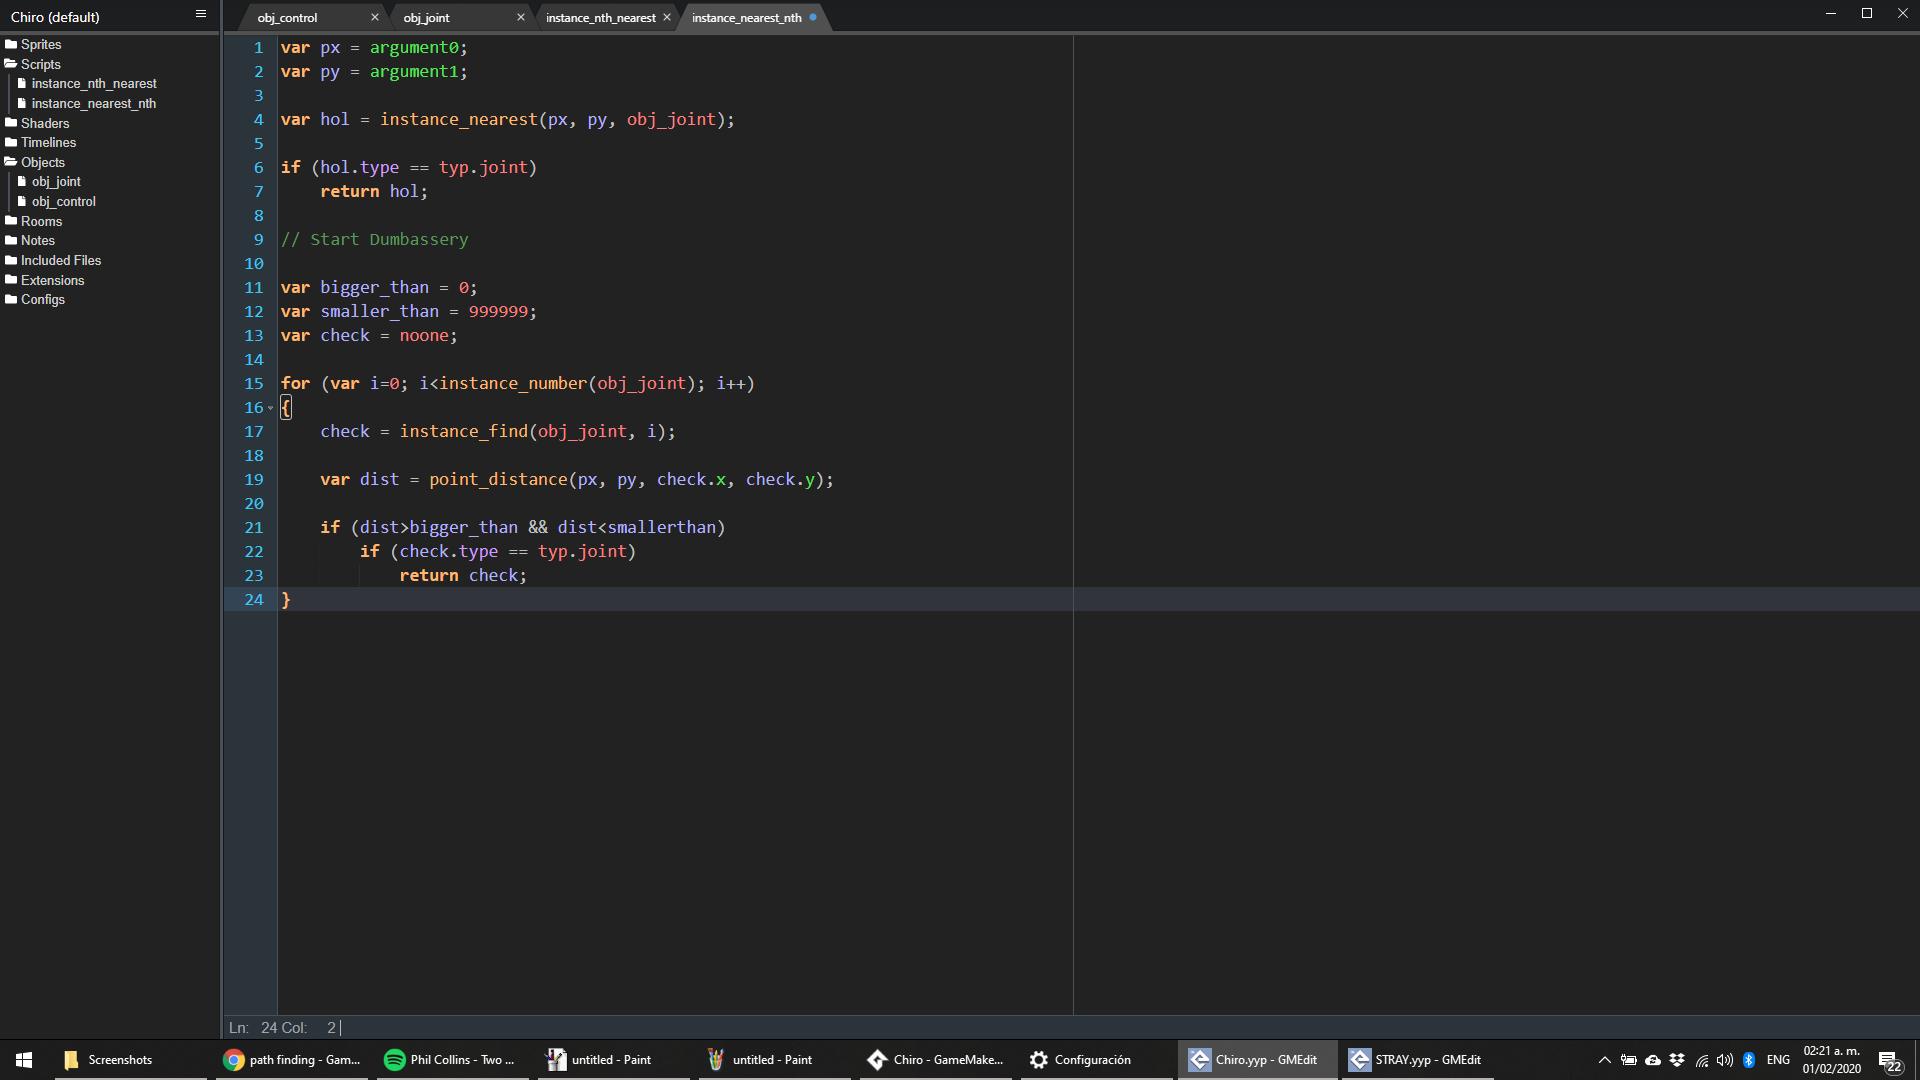 Chiro (default)
obj_control
obj_joint
instance_nth_nearest
instance_nearest_nth
Sprites
Scripts
instance_nth_nearest
instance_nearest_nth
Shaders
Timelines
Objects
obj_joint
obj_control
Rooms
Notes
Included Files
Extensions
Configs
1 var px = argument0;
2 var py = argument1;
3
4 var hol = instance_nearest(px, py, obj_joint);
5
6 if (hol.type == typ.joint)
7 return hol;
8
9 // Start Dumbassery
10
11 var bigger_than = 0;
12 var smaller_than = 999999;
13 var check = noone;
14
15 for (var i=0; i<instance_number(obj_joint); i++)
16 {
17 check = instance_find(obj_joint, i);
18
19 var dist = point_distance(px, py, check.x, check.y);
20
21 if (dist>bigger_than && dist<smallerthan)
22 if (check.type == typ.joint)
23 return check;
24 }
Ln: 24 Col: 2
Screenshots
path finding - Gam...
Phil Collins - Two ...
untitled - Paint
untitled - Paint
Chiro - GameMake...
Configuración
Chiro.yyp - GMEdit
STRAY.yyp - GMEdit
ENG
02:21 a. m.
01/02/2020
22